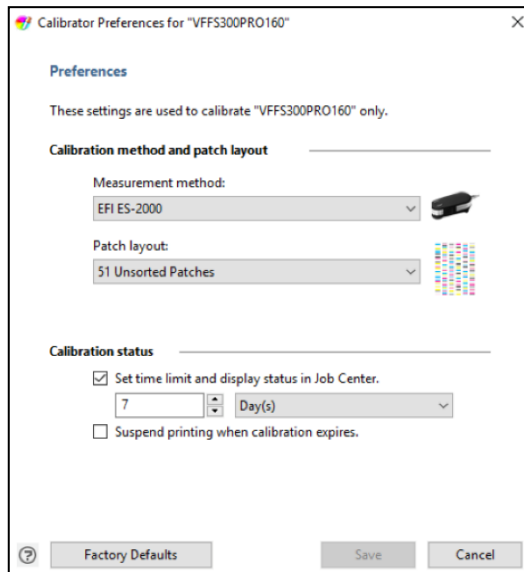 Calibrator Preferences for "VFFS300PRO160"
Preferences
These settings are used to calibrate "VFFS300PRO160" only.
Calibration method and patch layout
Measurement method:
EFI ES-2000
Patch layout:
51 Unsorted Patches
Calibration status
Set time limit and display status in Job Center.
7 Day(s)
Suspend printing when calibration expires.
? Factory Defaults Save Cancel